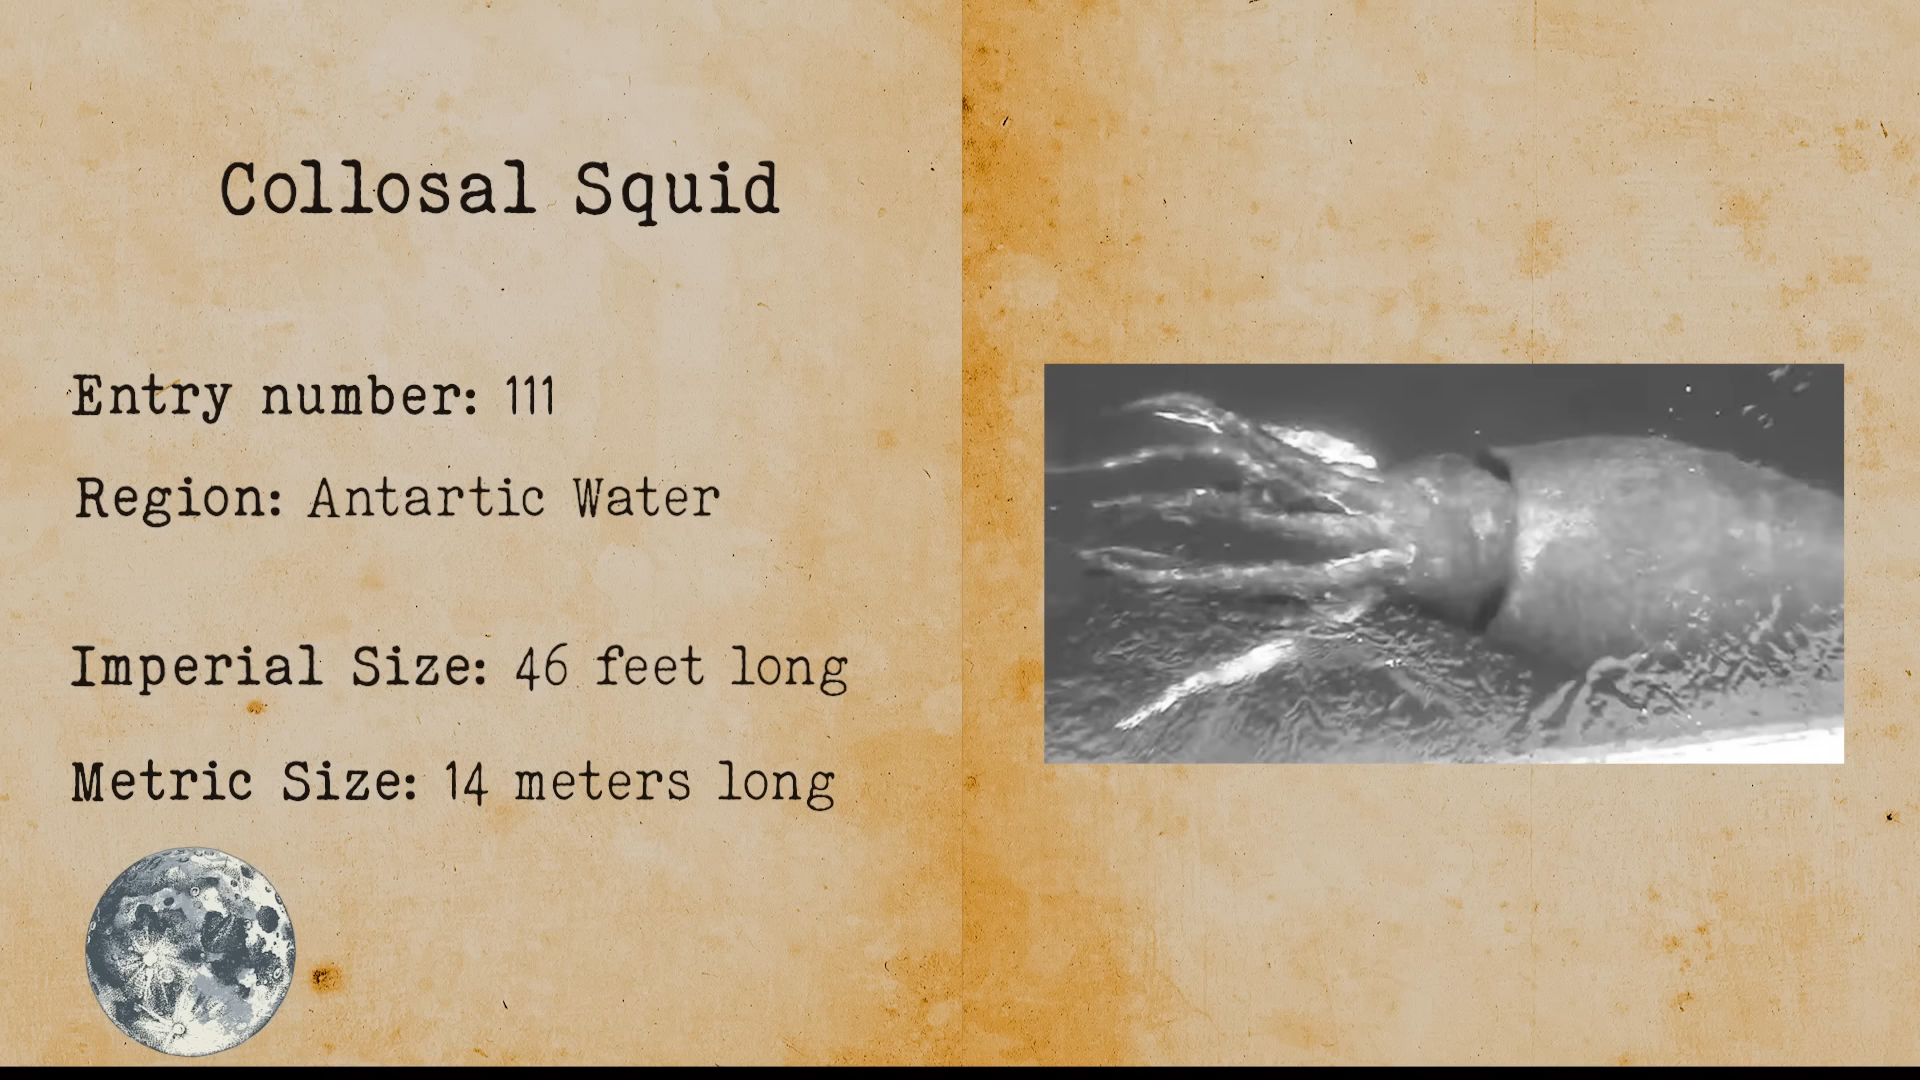 Collosal Squid
Entry number: 111
Region: Antartic Water
Imperial Size: 46 feet long
Metric Size: 14 meters long